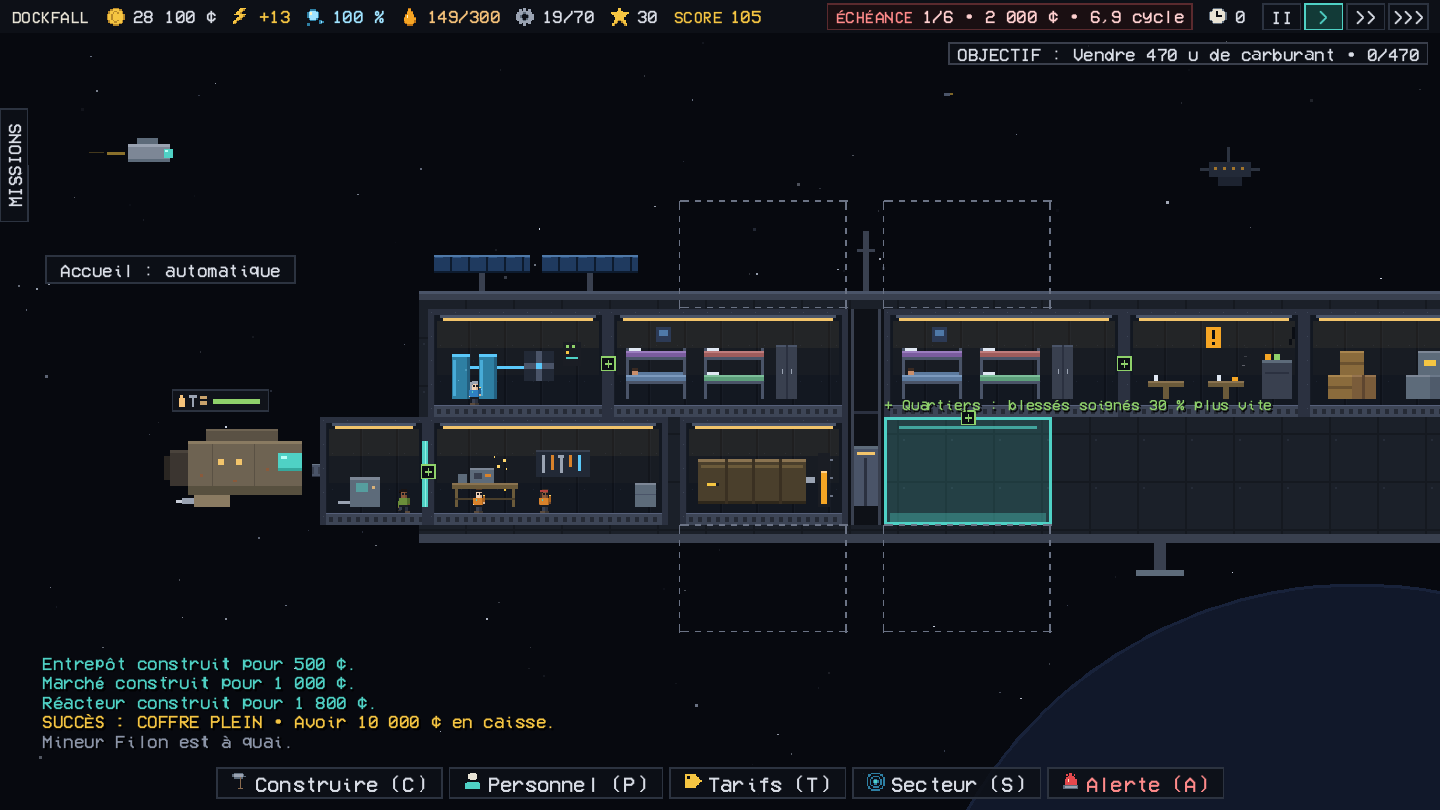 DOCKFALL 28 100 ¢ +13 100 % 149/300 19/70 30 SCORE 105 ÉCHÉANCE 1/6 • 2 000 ¢ • 6,9 cycle 0
OBJECTIF : Vendre 470 u de carburant • 0/470
MISSIONS
Accueil : automatique
+ Quartiers : blessés soignés 30 % plus vite
Entrepôt construit pour 500 ¢.
Marché construit pour 1 000 ¢.
Réacteur construit pour 1 800 ¢.
SUCCÈS : COFFRE PLEIN • Avoir 10 000 ¢ en caisse.
Mineur Filon est à quai.
Construire (C) Personnel (P) Tarifs (T) Secteur (S) Alerte (A)